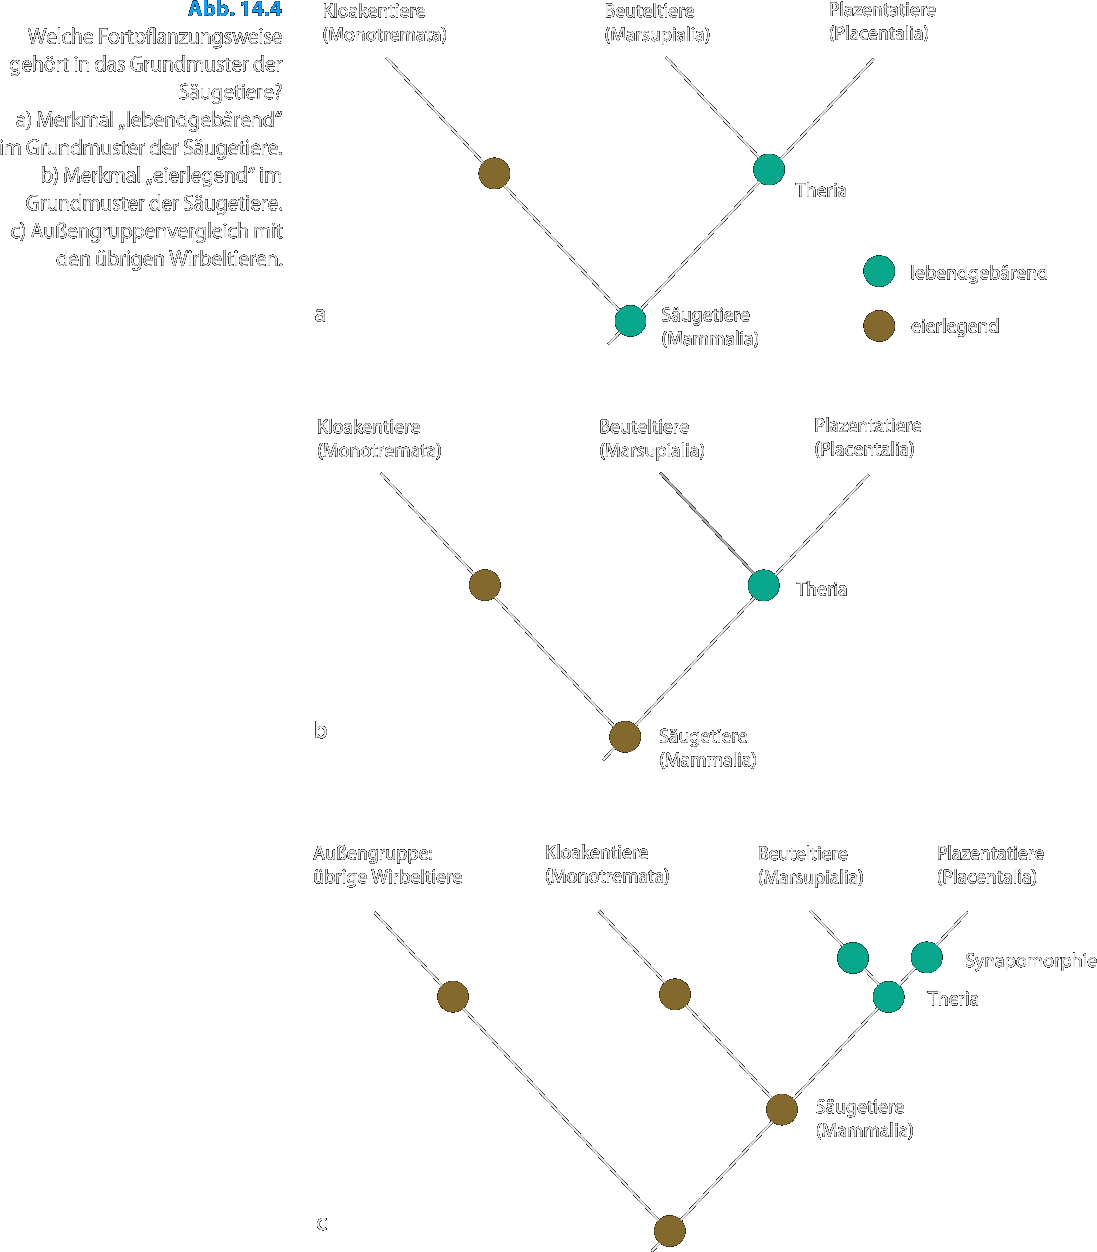 Abb. 14.4
Welche Fortpflanzungsweise
gehört in das Grundmuster der
Säugetiere?
a) Merkmal „lebendgebärend“
im Grundmuster der Säugetiere.
b) Merkmal „eierlegend“ im
Grundmuster der Säugetiere.
c) Außengruppenvergleich mit
den übrigen Wirbeltieren.
Kloakentiere
(Monotremata)
Beuteltiere
(Marsupialia)
Plazentatiere
(Placentalia)
Theria
lebendgebärend
eierlegend
Säugetiere
(Mammalia)
a
Kloakentiere
(Monotremata)
Beuteltiere
(Marsupialia)
Plazentatiere
(Placentalia)
Theria
Säugetiere
(Mammalia)
b
Außengruppe:
übrige Wirbeltiere
Kloakentiere
(Monotremata)
Beuteltiere
(Marsupialia)
Plazentatiere
(Placentalia)
Synapomorphie
Theria
Säugetiere
(Mammalia)
c